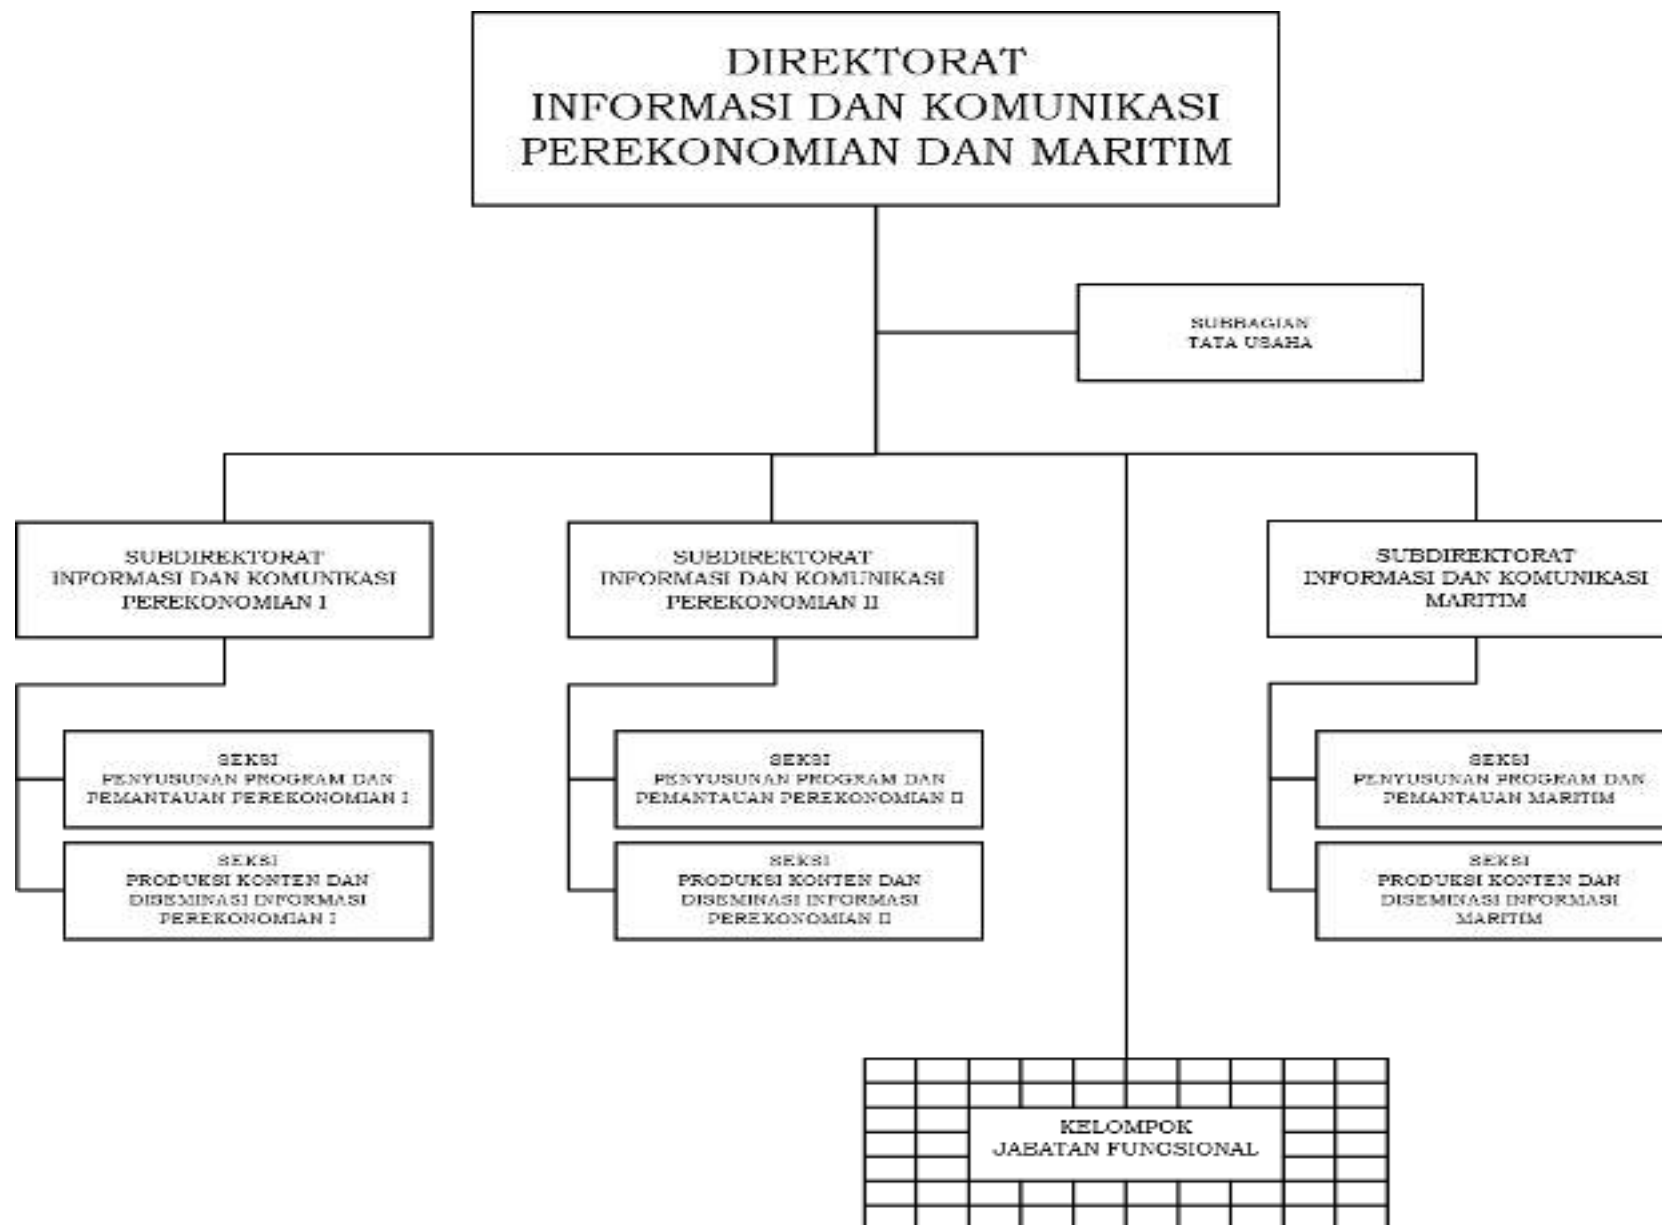 DIREKTORAT
INFORMASI DAN KOMUNIKASI
PEREKONOMIAN DAN MARITIM
SUBBAGIAN
TATA USAHA
SUBDIREKTORAT
INFORMASI DAN KOMUNIKASI
PEREKONOMIAN I
SUBDIREKTORAT
INFORMASI DAN KOMUNIKASI
PEREKONOMIAN II
SUBDIREKTORAT
INFORMASI DAN KOMUNIKASI
MARITIM
SEKSI
PENYUSUNAN PROGRAM DAN
PEMANTAUAN PEREKONOMIAN I
SEKSI
PRODUKSI KONTEN DAN
DISEMINASI INFORMASI
PEREKONOMIAN I
SEKSI
PENYUSUNAN PROGRAM DAN
PEMANTAUAN PEREKONOMIAN II
SEKSI
PRODUKSI KONTEN DAN
DISEMINASI INFORMASI
PEREKONOMIAN II
SEKSI
PENYUSUNAN PROGRAM DAN
PEMANTAUAN MARITIM
SEKSI
PRODUKSI KONTEN DAN
DISEMINASI INFORMASI
MARITIM
KELOMPOK
JABATAN FUNGSIONAL